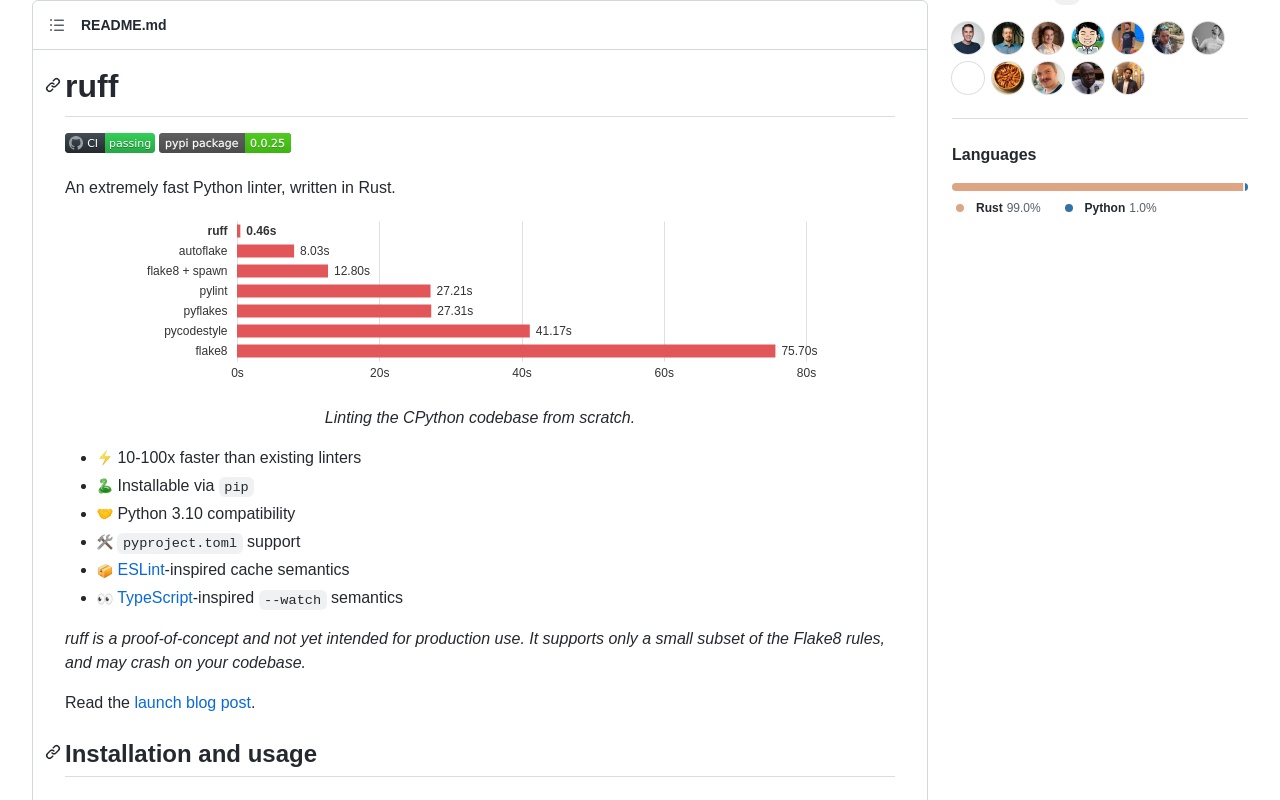 README.md
ruff
CI passing pypi package 0.0.25
An extremely fast Python linter, written in Rust.
ruff 0.46s
autoflake 8.03s
flake8 + spawn 12.80s
pylint 27.21s
pyflakes 27.31s
pycodestyle 41.17s
flake8 75.70s
0s 20s 40s 60s 80s
Linting the CPython codebase from scratch.
⚡ 10-100x faster than existing linters
🐍 Installable via pip
🤝 Python 3.10 compatibility
🛠️ pyproject.toml support
📦 ESLint-inspired cache semantics
👀 TypeScript-inspired --watch semantics
ruff is a proof-of-concept and not yet intended for production use. It supports only a small subset of the Flake8 rules,
and may crash on your codebase.
Read the launch blog post.
Installation and usage
Languages
Rust 99.0% Python 1.0%